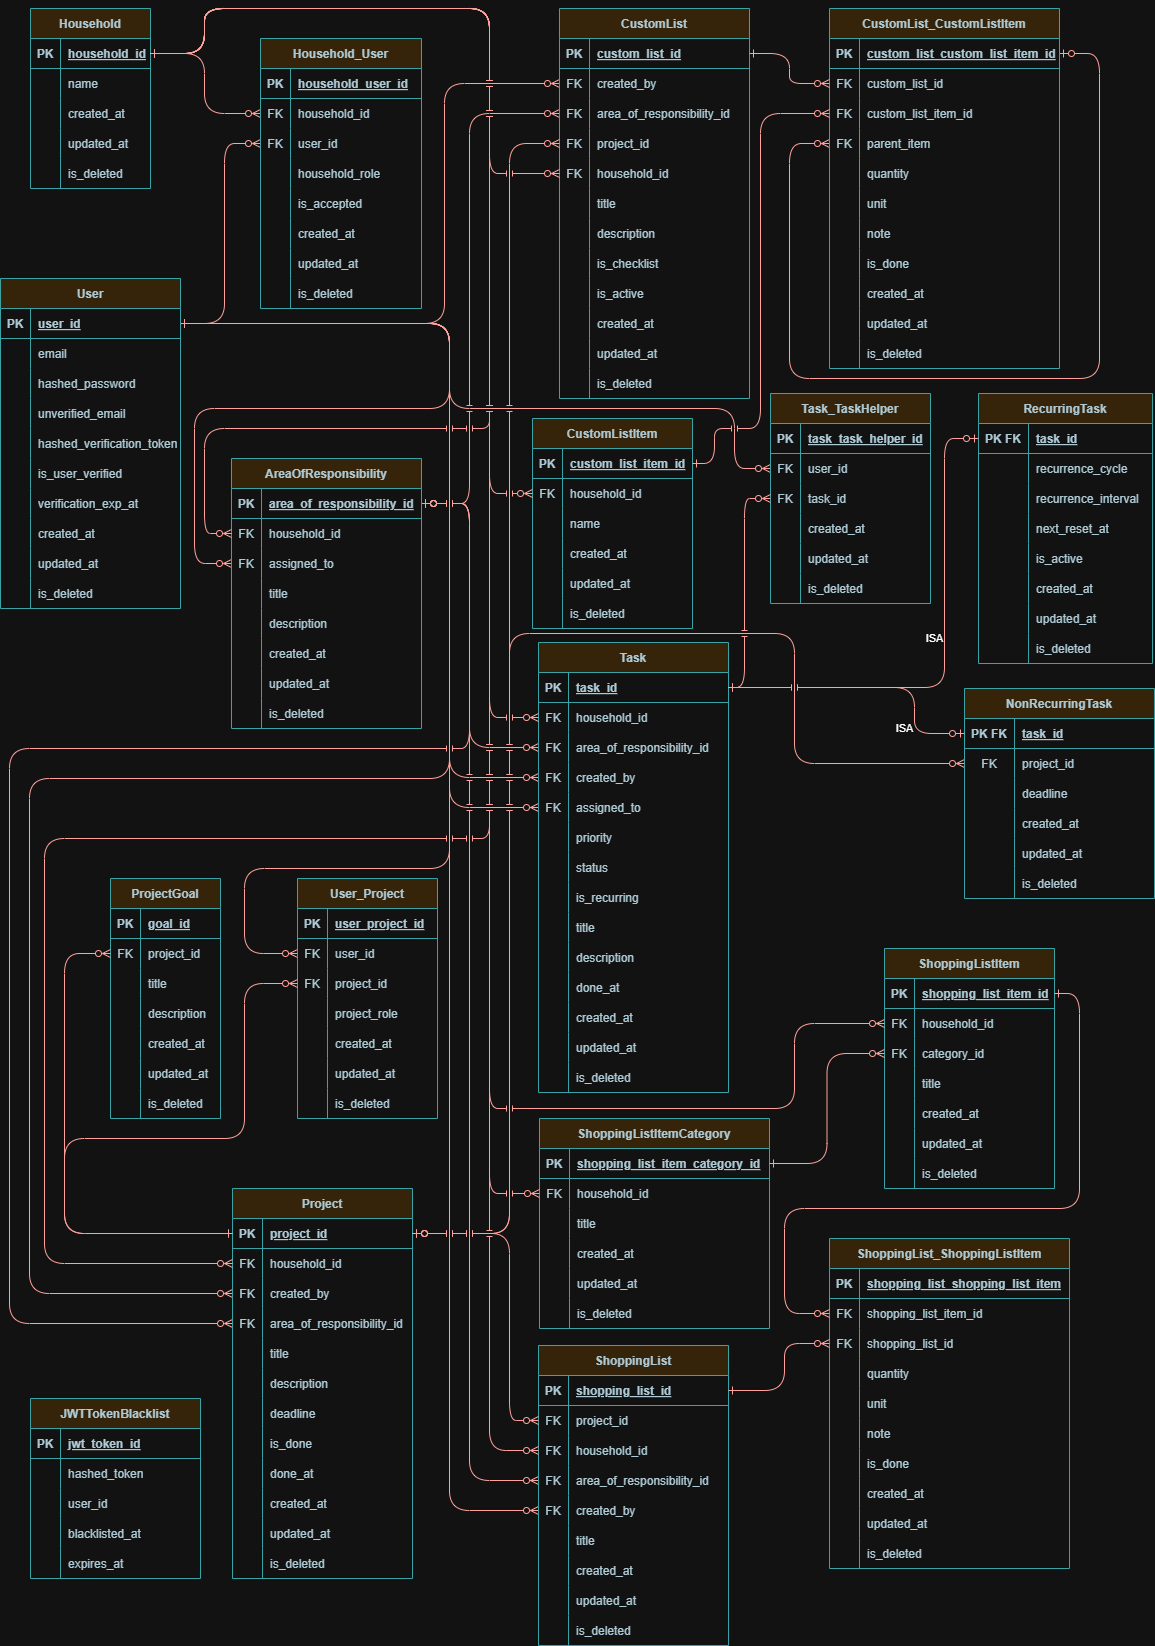 Household
PK household_id
name
created_at
updated_at
is_deleted
Household_User
PK household_user_id
FK household_id
FK user_id
household_role
is_accepted
created_at
updated_at
is_deleted
CustomList
PK custom_list_id
FK created_by
FK area_of_responsibility_id
FK project_id
FK household_id
title
description
is_checklist
is_active
created_at
updated_at
is_deleted
CustomList_CustomListItem
PK custom_list_custom_list_item_id
FK custom_list_id
FK custom_list_item_id
FK parent_item
quantity
unit
note
is_done
created_at
updated_at
is_deleted
User
PK user_id
email
hashed_password
unverified_email
hashed_verification_token
is_user_verified
verification_exp_at
created_at
updated_at
is_deleted
AreaOfResponsibility
PK area_of_responsibility_id
FK household_id
FK assigned_to
title
description
created_at
updated_at
is_deleted
CustomListItem
PK custom_list_item_id
FK household_id
name
created_at
updated_at
is_deleted
Task_TaskHelper
PK task_task_helper_id
FK user_id
FK task_id
created_at
updated_at
is_deleted
RecurringTask
PK FK task_id
recurrence_cycle
recurrence_interval
next_reset_at
is_active
created_at
updated_at
is_deleted
ISA
Task
PK task_id
FK household_id
FK area_of_responsibility_id
FK created_by
FK assigned_to
priority
status
is_recurring
title
description
done_at
created_at
updated_at
is_deleted
ISA
NonRecurringTask
PK FK task_id
FK project_id
deadline
created_at
updated_at
is_deleted
ProjectGoal
PK goal_id
FK project_id
title
description
created_at
updated_at
is_deleted
User_Project
PK user_project_id
FK user_id
FK project_id
project_role
created_at
updated_at
is_deleted
ShoppingListItem
PK shopping_list_item_id
FK household_id
FK category_id
title
created_at
updated_at
is_deleted
ShoppingListItemCategory
PK shopping_list_item_category_id
FK household_id
title
created_at
updated_at
is_deleted
Project
PK project_id
FK household_id
FK created_by
FK area_of_responsibility_id
title
description
deadline
is_done
done_at
created_at
updated_at
is_deleted
ShoppingList_ShoppingListItem
PK shopping_list_shopping_list_item
FK shopping_list_item_id
FK shopping_list_id
quantity
unit
note
is_done
created_at
updated_at
is_deleted
ShoppingList
PK shopping_list_id
FK project_id
FK household_id
FK area_of_responsibility_id
FK created_by
title
created_at
updated_at
is_deleted
JWTTokenBlacklist
PK jwt_token_id
hashed_token
user_id
blacklisted_at
expires_at